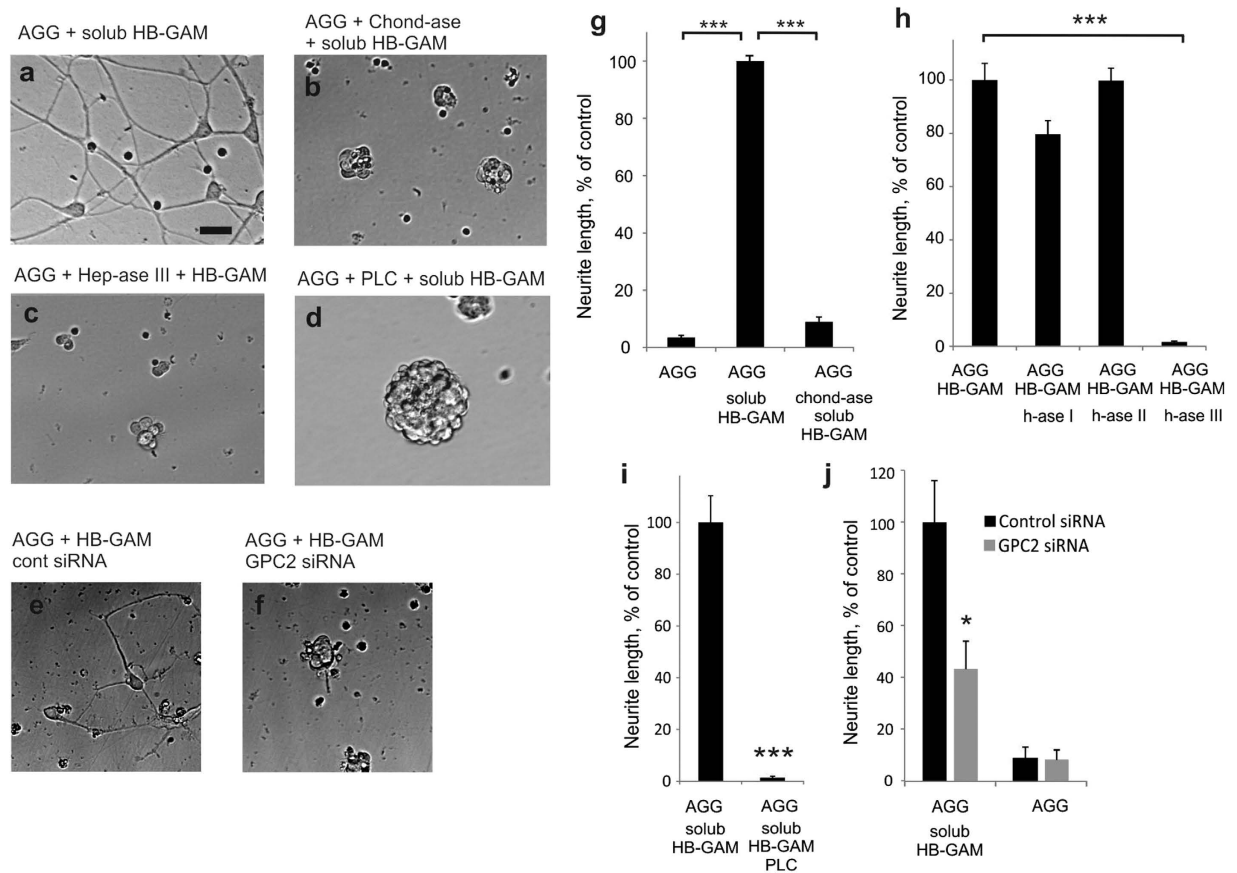 AGG + solub HB-GAM
a
AGG + Chond-ase
+ solub HB-GAM
b
AGG + Hep-ase III + HB-GAM
c
AGG + PLC + solub HB-GAM
d
AGG + HB-GAM
cont siRNA
e
AGG + HB-GAM
GPC2 siRNA
f
g
*** ***
Neurite length, % of control
100
80
60
40
20
0
AGG AGG AGG
solub chond-ase
HB-GAM solub
HB-GAM
h
***
Neurite length, % of control
100
80
60
40
20
0
AGG AGG AGG AGG
HB-GAM HB-GAM HB-GAM HB-GAM
h-ase I h-ase II h-ase III
i
Neurite length, % of control
100
80
60
40
20
0
***
AGG AGG
solub solub
HB-GAM HB-GAM
PLC
j
Neurite length, % of control
120
100
80
60
40
20
0
Control siRNA
GPC2 siRNA
*
AGG AGG
solub
HB-GAM